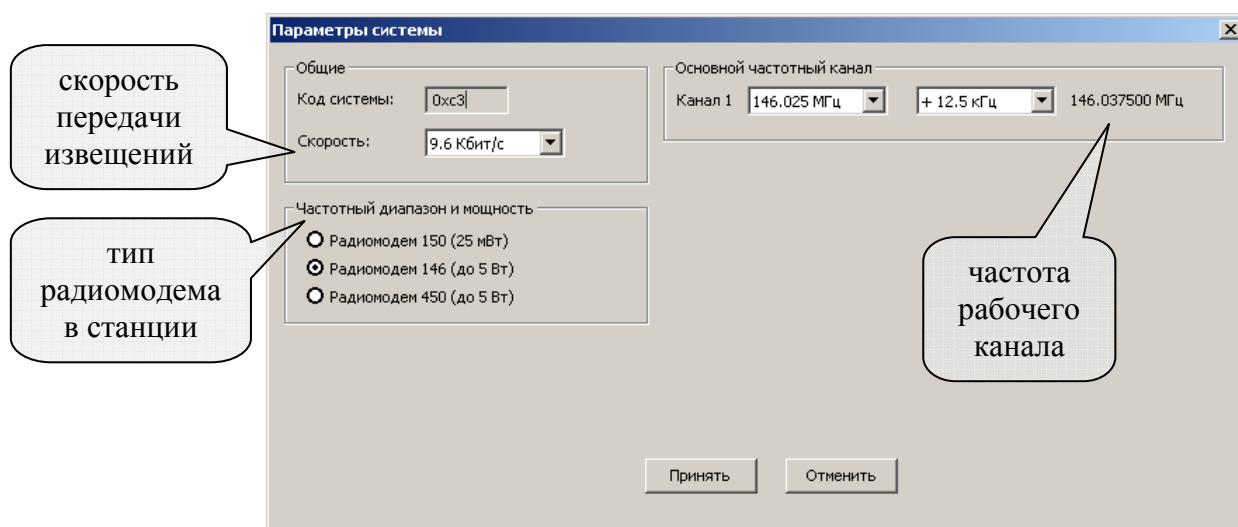 Параметры системы
скорость
передачи
извещений
Общие
Код системы: 0xc3
Скорость: 9.6 Кбит/с
Основной частотный канал
Канал 1 146.025 МГц + 12.5 кГц 146.037500 МГц
Частотный диапазон и мощность
Радиомодем 150 (25 мВт)
Радиомодем 146 (до 5 Вт)
Радиомодем 450 (до 5 Вт)
тип
радиомодема
в станции
частота
рабочего
канала
Принять Отменить